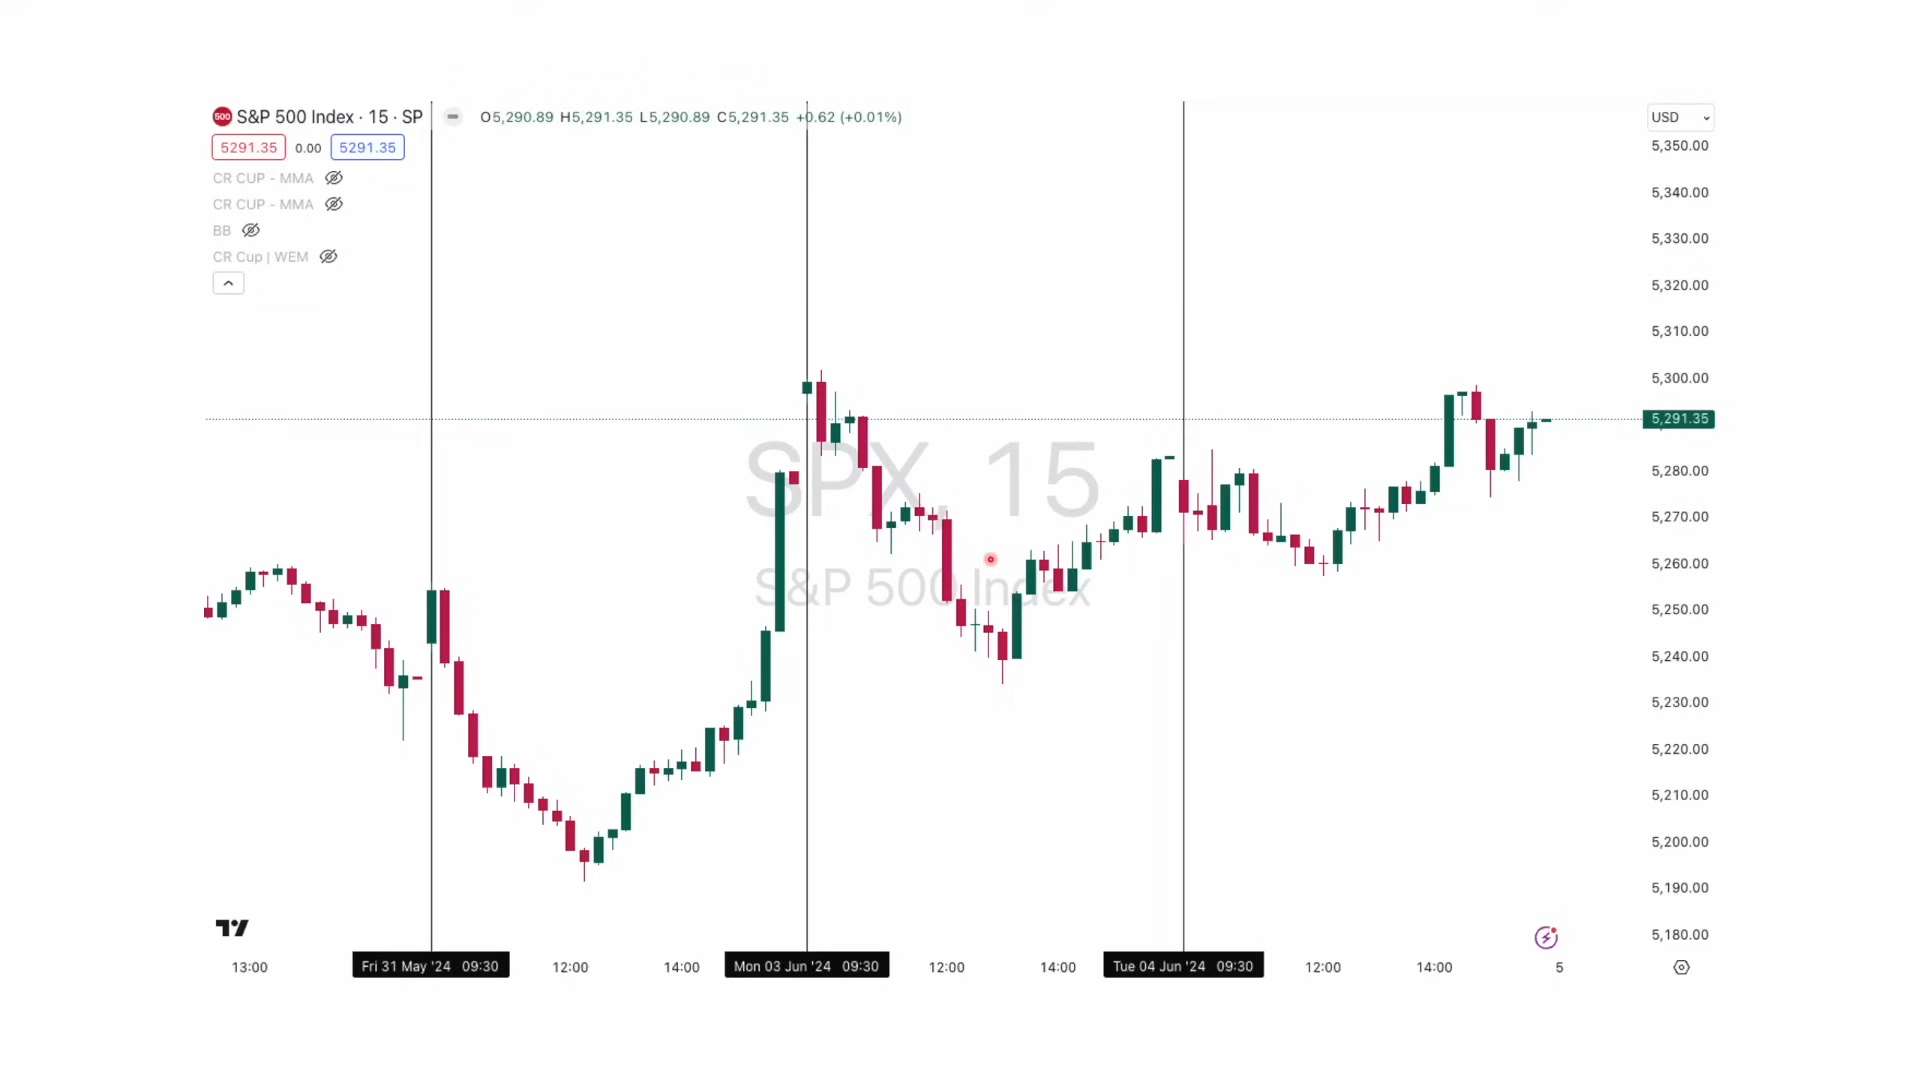 500 S&P 500 Index · 15 · SP O5,290.89 H5,291.35 L5,290.89 C5,291.35 +0.62 (+0.01%)
5291.35 0.00 5291.35
CR CUP - MMA
CR CUP - MMA
BB
CR Cup | WEM
SPX, 15
S&P 500 Index
USD
5,350.00
5,340.00
5,330.00
5,320.00
5,310.00
5,300.00
5,291.35
5,280.00
5,270.00
5,260.00
5,250.00
5,240.00
5,230.00
5,220.00
5,210.00
5,200.00
5,190.00
5,180.00
13:00 Fri 31 May '24 09:30 12:00 14:00 Mon 03 Jun '24 09:30 12:00 14:00 Tue 04 Jun '24 09:30 12:00 14:00 5